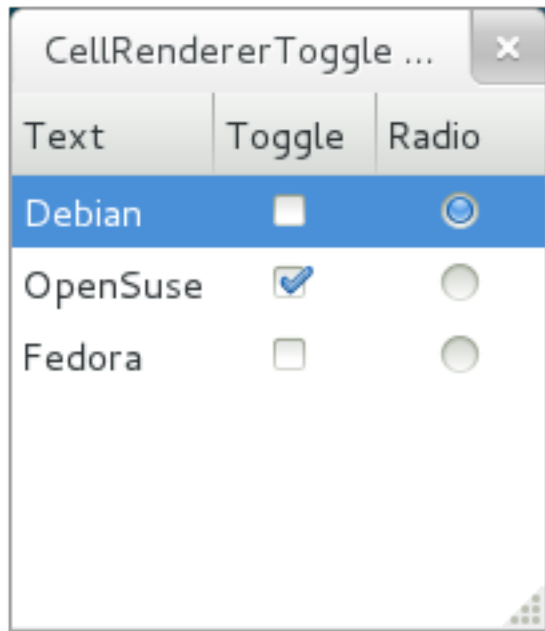 CellRendererToggle ...
Text Toggle Radio
Debian
OpenSuse
Fedora